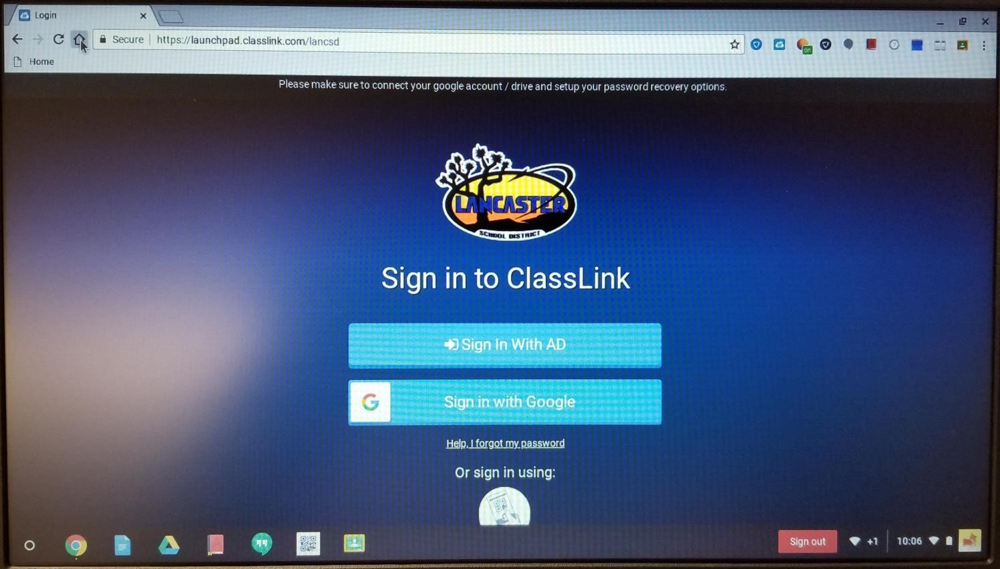 Login
Secure https://launchpad.classlink.com/lancsd
on
Home
Please make sure to connect your google account / drive and setup your password recovery options.
LANCASTER
SCHOOL DISTRICT
Sign in to ClassLink
Sign In With AD
G Sign in with Google
Help, I forgot my password
Or sign in using:
Sign out +1 10:06